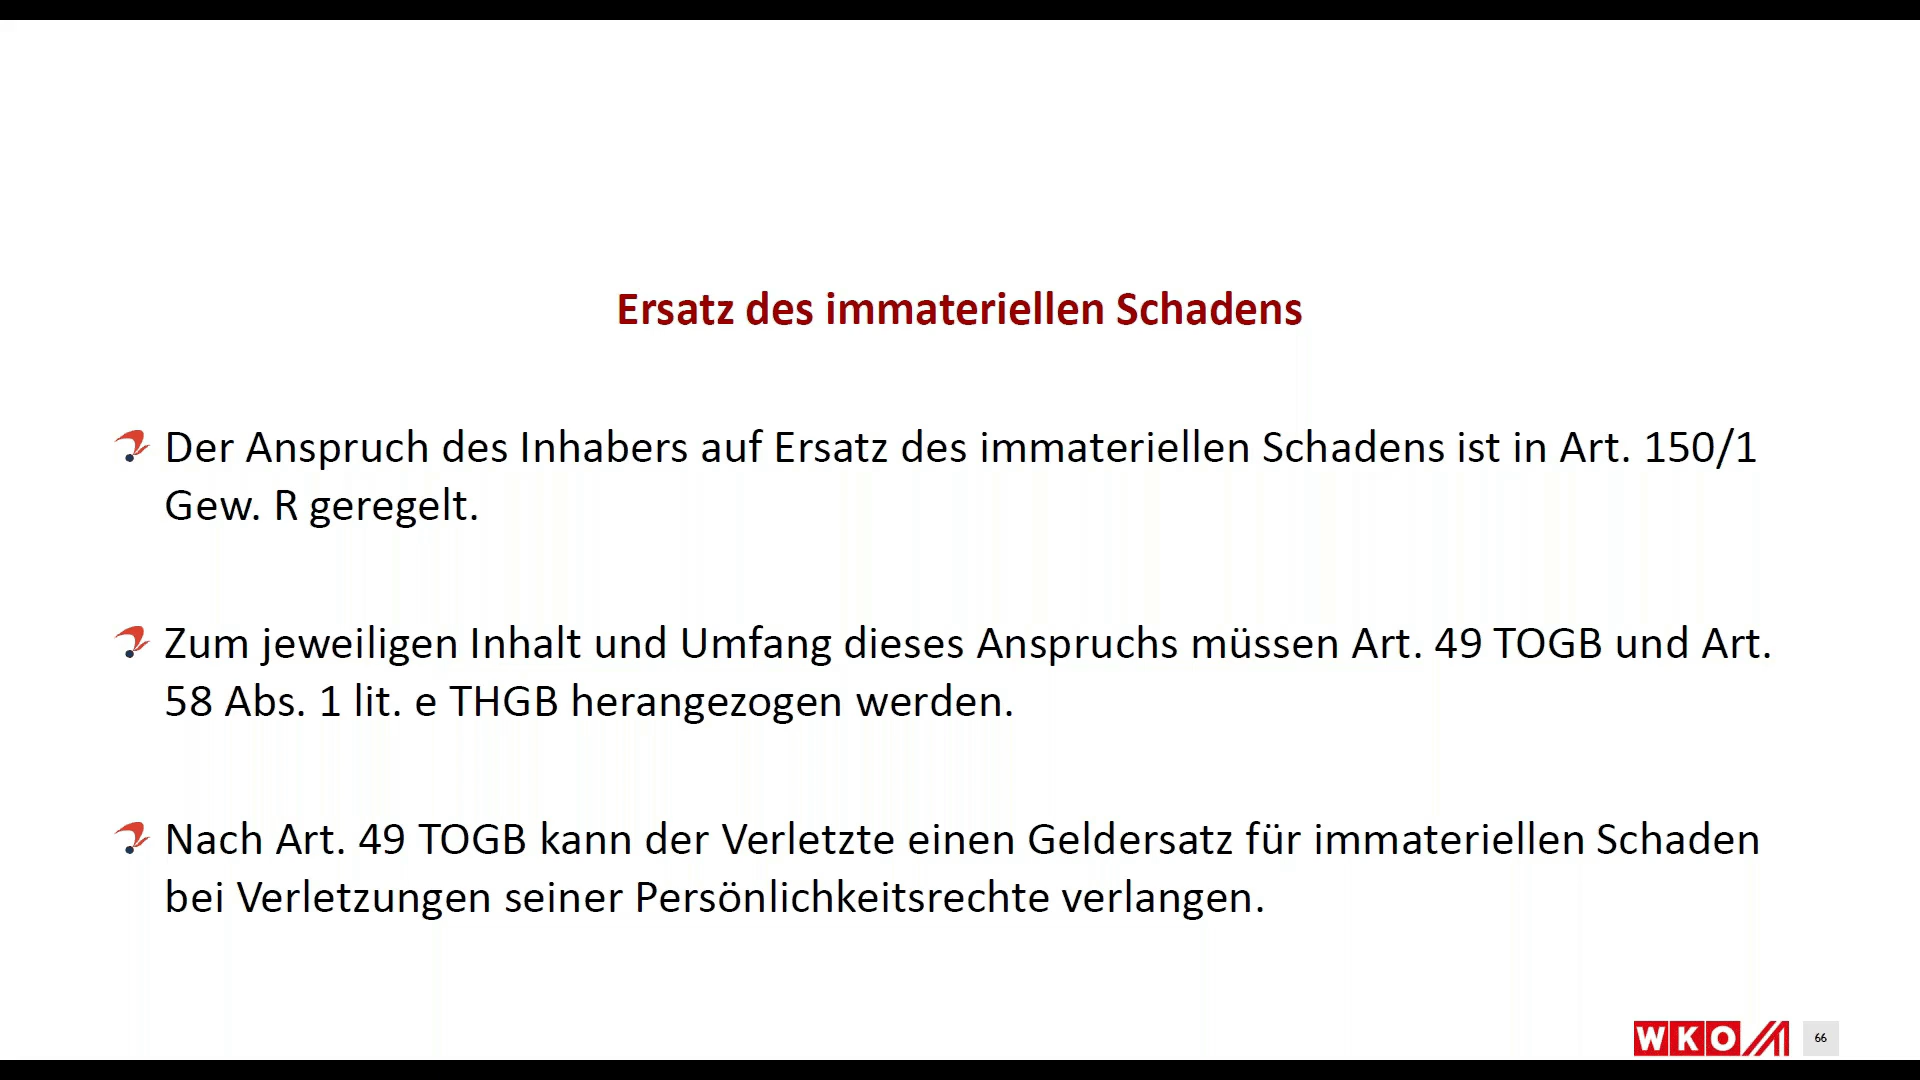 Ersatz des immateriellen Schadens
Der Anspruch des Inhabers auf Ersatz des immateriellen Schadens ist in Art. 150/1
Gew. R geregelt.
Zum jeweiligen Inhalt und Umfang dieses Anspruchs müssen Art. 49 TOGB und Art.
58 Abs. 1 lit. e THGB herangezogen werden.
Nach Art. 49 TOGB kann der Verletzte einen Geldersatz für immateriellen Schaden
bei Verletzungen seiner Persönlichkeitsrechte verlangen.
WKO
66